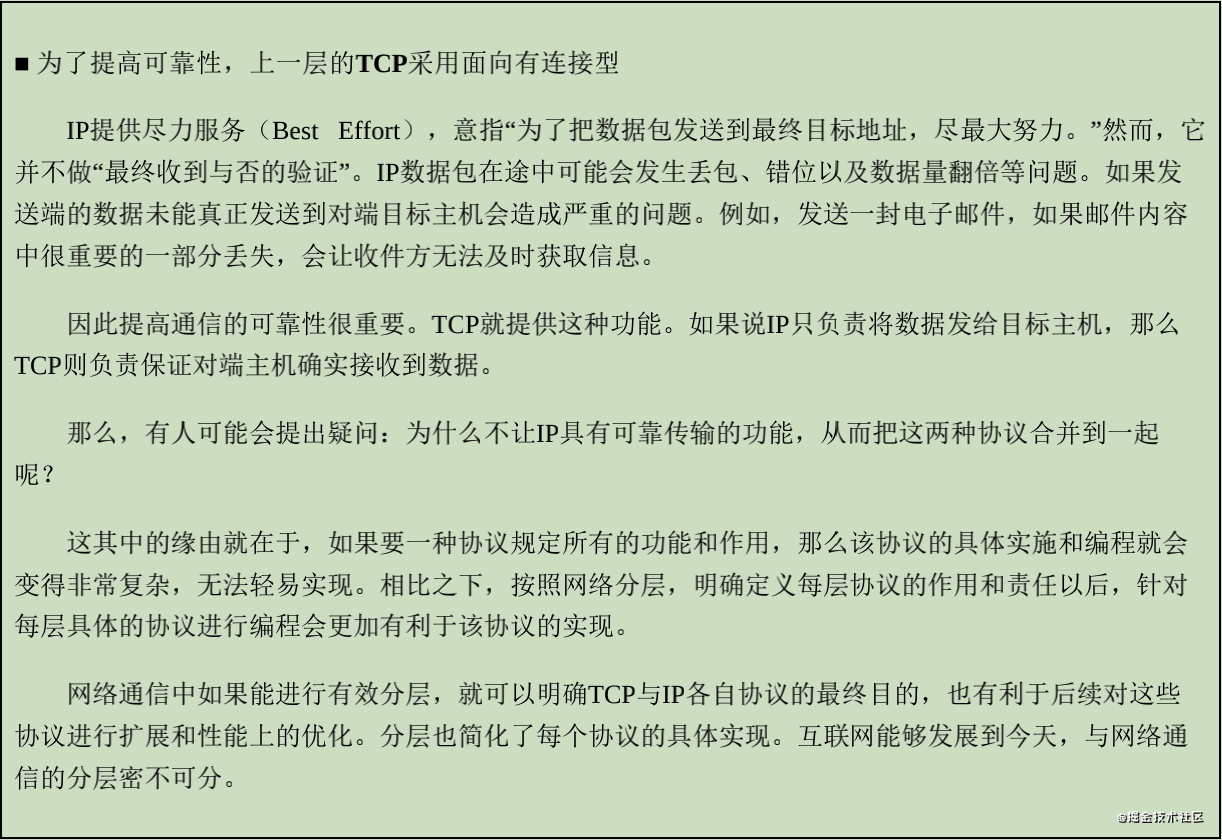 ■ 为了提高可靠性，上一层的TCP采用面向有连接型
IP提供尽力服务（Best Effort），意指“为了把数据包发送到最终目标地址，尽最大努力。”然而，它
并不做“最终收到与否的验证”。IP数据包在途中可能会发生丢包、错位以及数据量翻倍等问题。如果发
送端的数据未能真正发送到对端目标主机会造成严重的问题。例如，发送一封电子邮件，如果邮件内容
中很重要的一部分丢失，会让收件方无法及时获取信息。
因此提高通信的可靠性很重要。TCP就提供这种功能。如果说IP只负责将数据发给目标主机，那么
TCP则负责保证对端主机确实接收到数据。
那么，有人可能会提出疑问：为什么不让IP具有可靠传输的功能，从而把这两种协议合并到一起
呢？
这其中的缘由就在于，如果要一种协议规定所有的功能和作用，那么该协议的具体实施和编程就会
变得非常复杂，无法轻易实现。相比之下，按照网络分层，明确定义每层协议的作用和责任以后，针对
每层具体的协议进行编程会更加有利于该协议的实现。
网络通信中如果能进行有效分层，就可以明确TCP与IP各自协议的最终目的，也有利于后续对这些
协议进行扩展和性能上的优化。分层也简化了每个协议的具体实现。互联网能够发展到今天，与网络通
信的分层密不可分。
@掘金技术社区